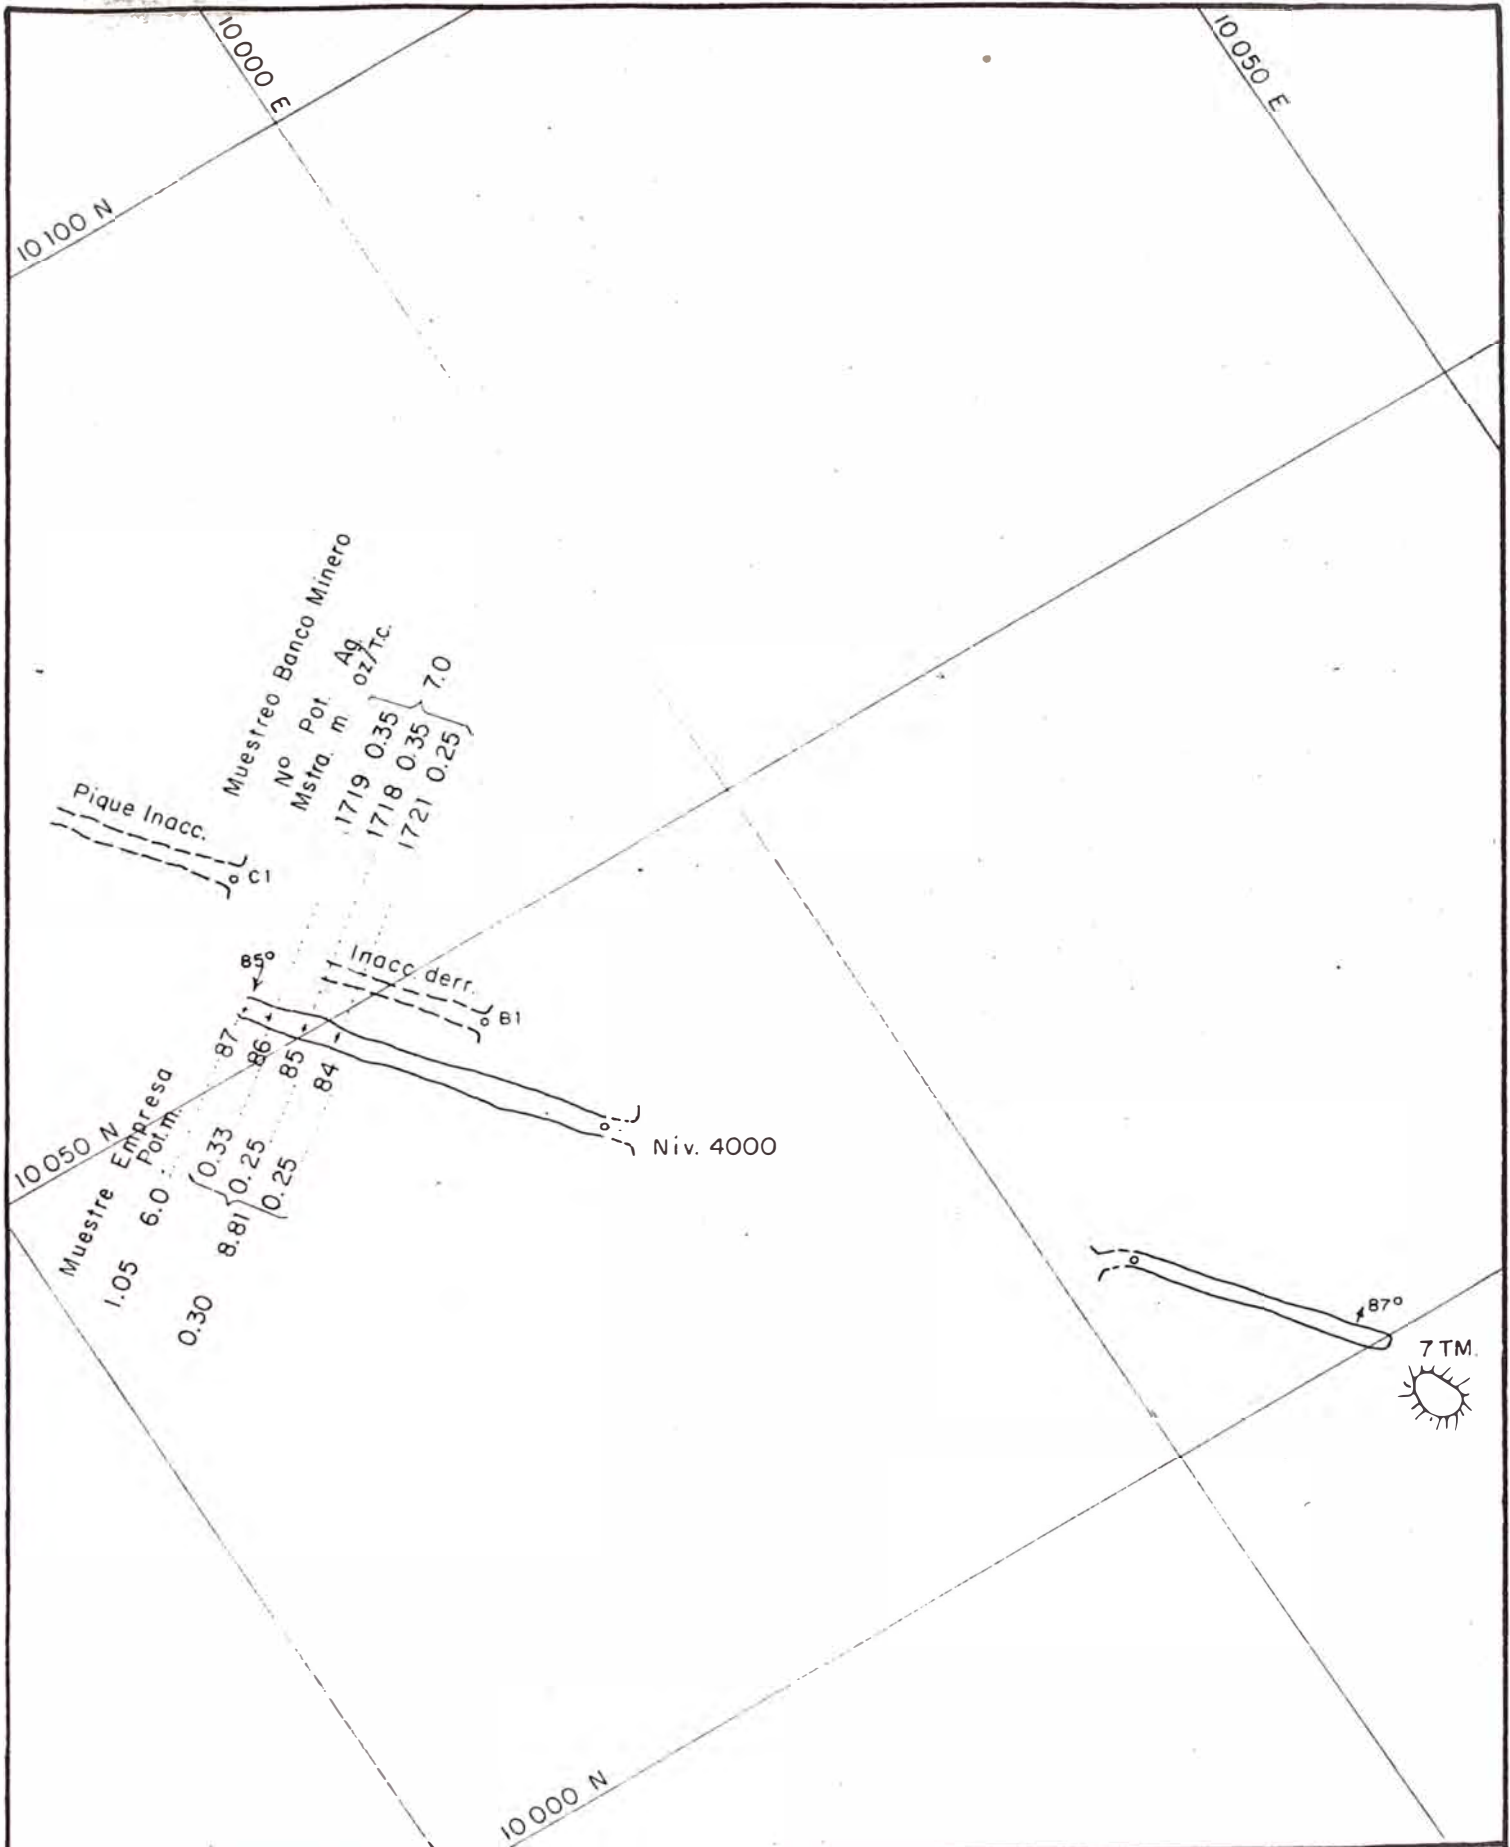 10000 E
10050 E
10100 N
Muestreo Banco Minero
Nº Pot. Ag.
Mstra. m oz/T.C.
1719 0.35
1718 0.35 7.0
1721 0.25
Pique Inacc.
C1
85º
Inacc. derr.
B1
87
86
85
84
10050 N
Muestre Empresa
Pot.m.
1.05 6.0
0.33
0.25
0.25
0.30 8.81
Niv. 4000
87º
7 TM.
10000 N